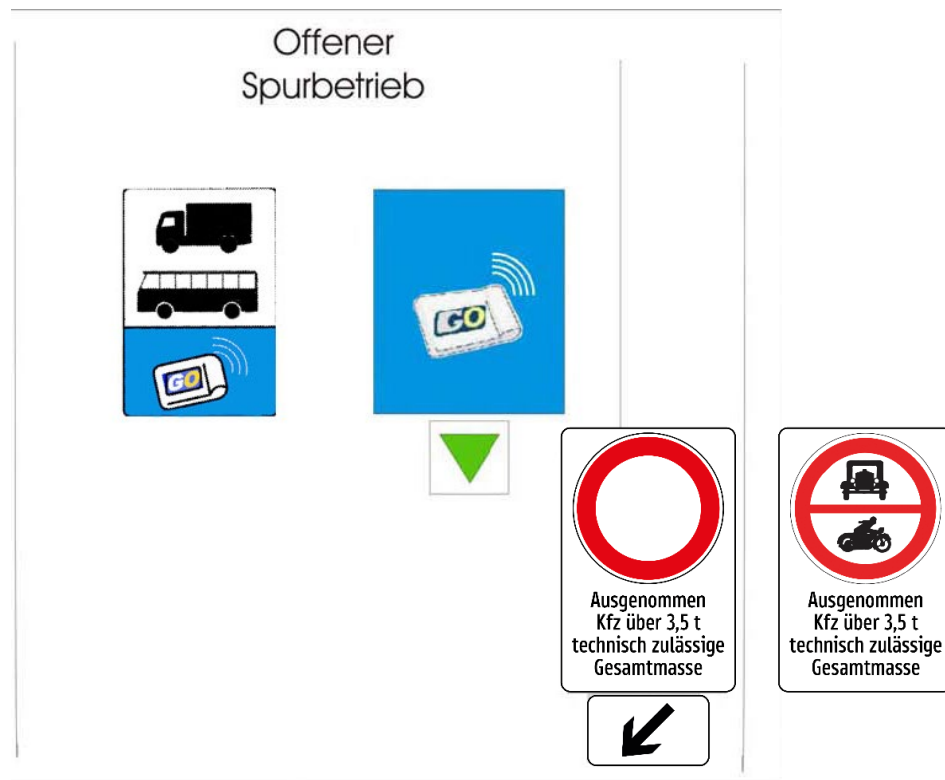 Offener
Spurbetrieb
GO
GO
Ausgenommen
Kfz über 3,5 t
technisch zulässige
Gesamtmasse
Ausgenommen
Kfz über 3,5 t
technisch zulässige
Gesamtmasse